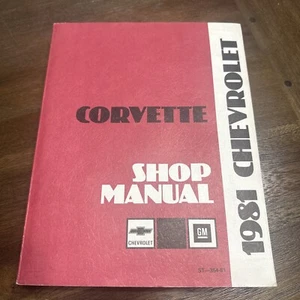 CORVETTE
SHOP
MANUAL
CHEVROLET
GM
1981 CHEVROLET